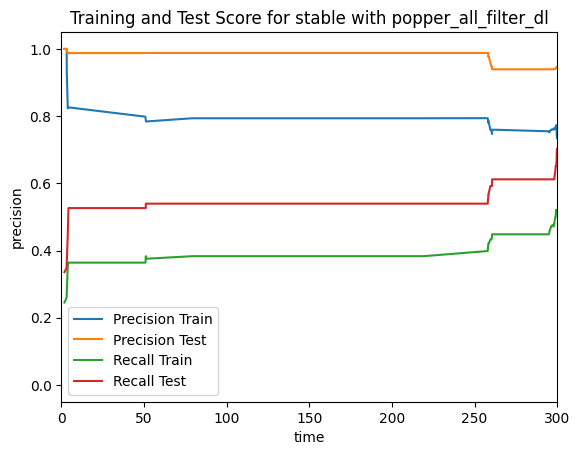 Training and Test Score for stable with popper_all_filter_dl
1.0
0.8
0.6
0.4
0.2
0.0
precision
Precision Train
Precision Test
Recall Train
Recall Test
0 50 100 150 200 250 300
time